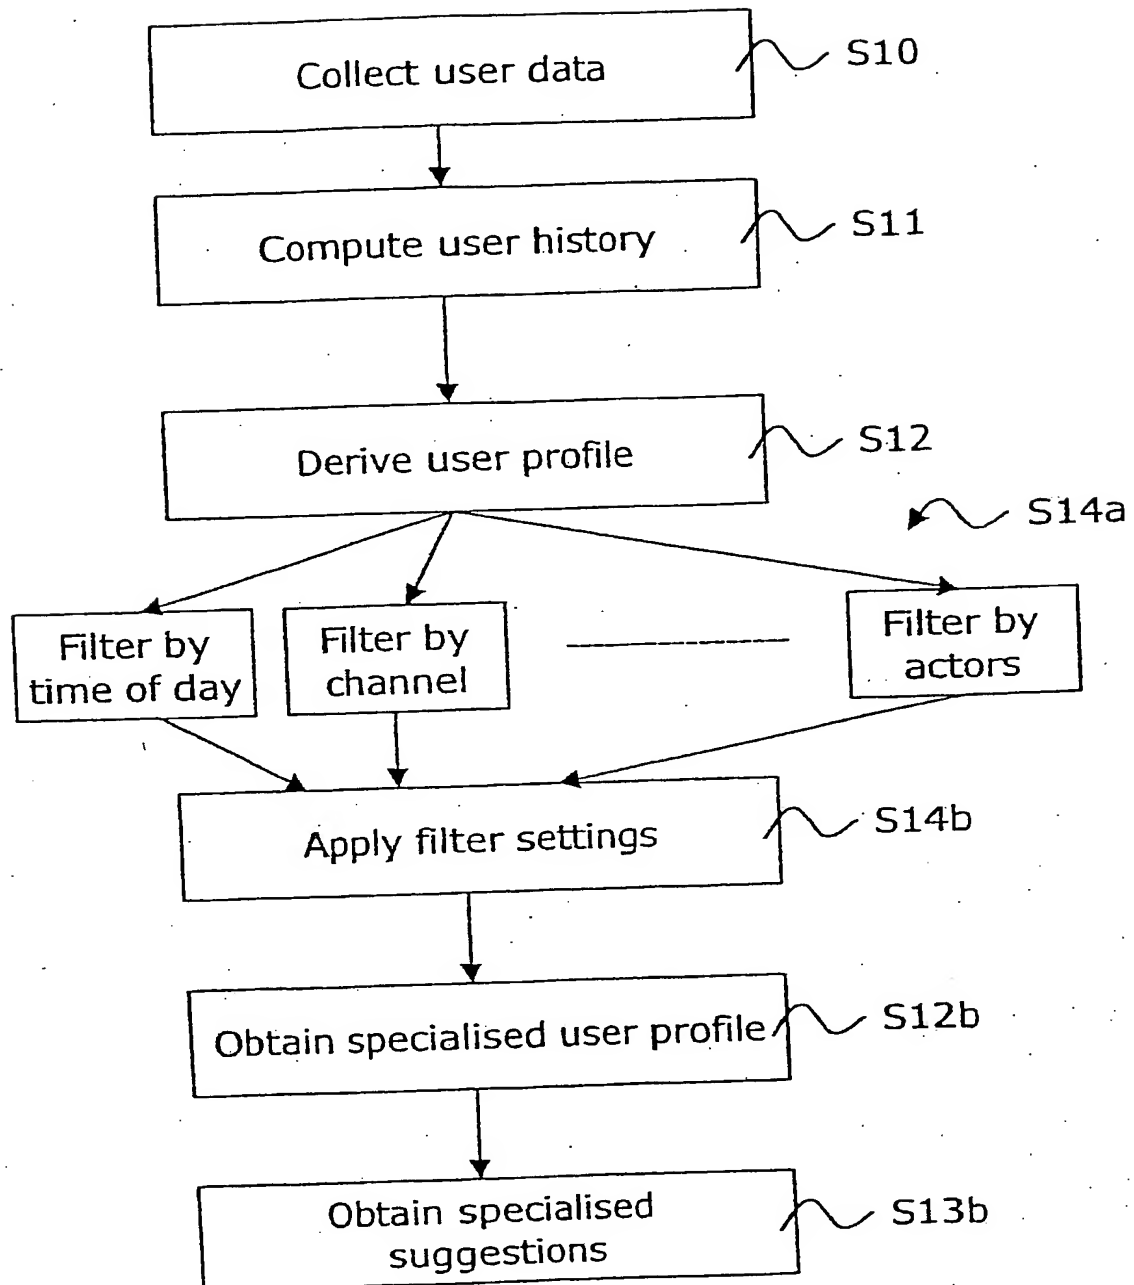 Collect user data
S10
Compute user history
S11
Derive user profile
S12
S14a
Filter by
time of day
Filter by
channel
Filter by
actors
Apply filter settings
S14b
Obtain specialised user profile
S12b
Obtain specialised
suggestions
S13b